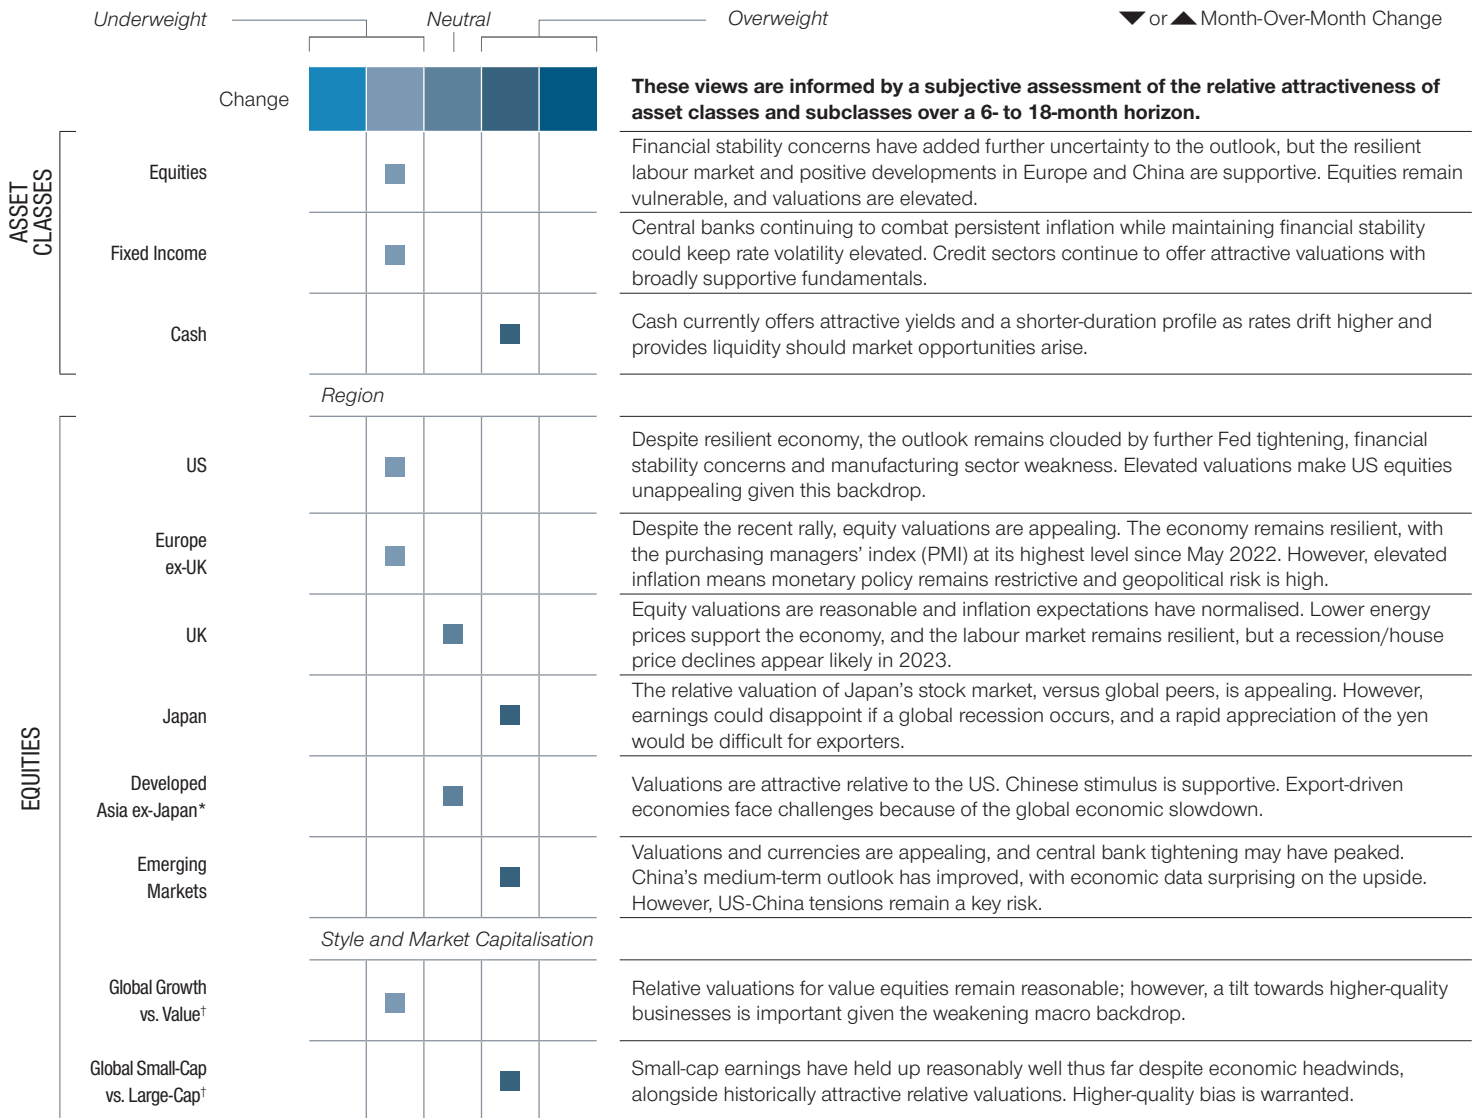 Underweight
Neutral
Overweight
▼ or ▲ Month-Over-Month Change
Change
These views are informed by a subjective assessment of the relative attractiveness of
asset classes and subclasses over a 6- to 18-month horizon.
ASSET
CLASSES
Equities
Financial stability concerns have added further uncertainty to the outlook, but the resilient
labour market and positive developments in Europe and China are supportive. Equities remain
vulnerable, and valuations are elevated.
Fixed Income
Central banks continuing to combat persistent inflation while maintaining financial stability
could keep rate volatility elevated. Credit sectors continue to offer attractive valuations with
broadly supportive fundamentals.
Cash
Cash currently offers attractive yields and a shorter-duration profile as rates drift higher and
provides liquidity should market opportunities arise.
EQUITIES
Region
US
Despite resilient economy, the outlook remains clouded by further Fed tightening, financial
stability concerns and manufacturing sector weakness. Elevated valuations make US equities
unappealing given this backdrop.
Europe
ex-UK
Despite the recent rally, equity valuations are appealing. The economy remains resilient, with
the purchasing managers’ index (PMI) at its highest level since May 2022. However, elevated
inflation means monetary policy remains restrictive and geopolitical risk is high.
UK
Equity valuations are reasonable and inflation expectations have normalised. Lower energy
prices support the economy, and the labour market remains resilient, but a recession/house
price declines appear likely in 2023.
Japan
The relative valuation of Japan’s stock market, versus global peers, is appealing. However,
earnings could disappoint if a global recession occurs, and a rapid appreciation of the yen
would be difficult for exporters.
Developed
Asia ex-Japan*
Valuations are attractive relative to the US. Chinese stimulus is supportive. Export-driven
economies face challenges because of the global economic slowdown.
Emerging
Markets
Valuations and currencies are appealing, and central bank tightening may have peaked.
China’s medium-term outlook has improved, with economic data surprising on the upside.
However, US-China tensions remain a key risk.
Style and Market Capitalisation
Global Growth
vs. Value†
Relative valuations for value equities remain reasonable; however, a tilt towards higher-quality
businesses is important given the weakening macro backdrop.
Global Small-Cap
vs. Large-Cap†
Small-cap earnings have held up reasonably well thus far despite economic headwinds,
alongside historically attractive relative valuations. Higher-quality bias is warranted.